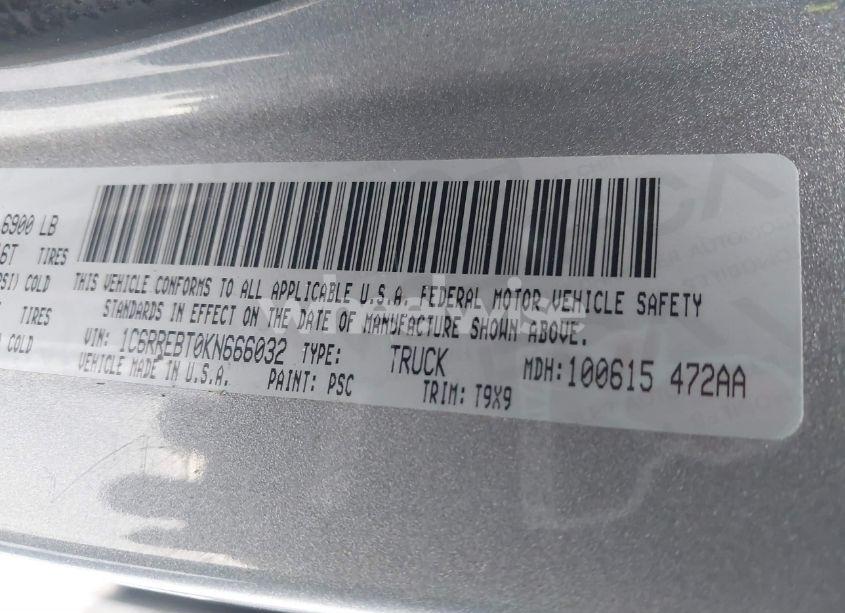 6900 LB
6T TIRES
PSI) COLD
THIS VEHICLE CONFORMS TO ALL APPLICABLE U.S.A. FEDERAL MOTOR VEHICLE SAFETY
TIRES STANDARDS IN EFFECT ON THE DATE OF MANUFACTURE SHOWN ABOVE.
COLD VIN: 1C6RREBT0KN666032 TYPE: TRUCK MDH:100615 472AA
VEHICLE MADE IN U.S.A. PAINT: PSC TRIM: T9X9
wheelwise